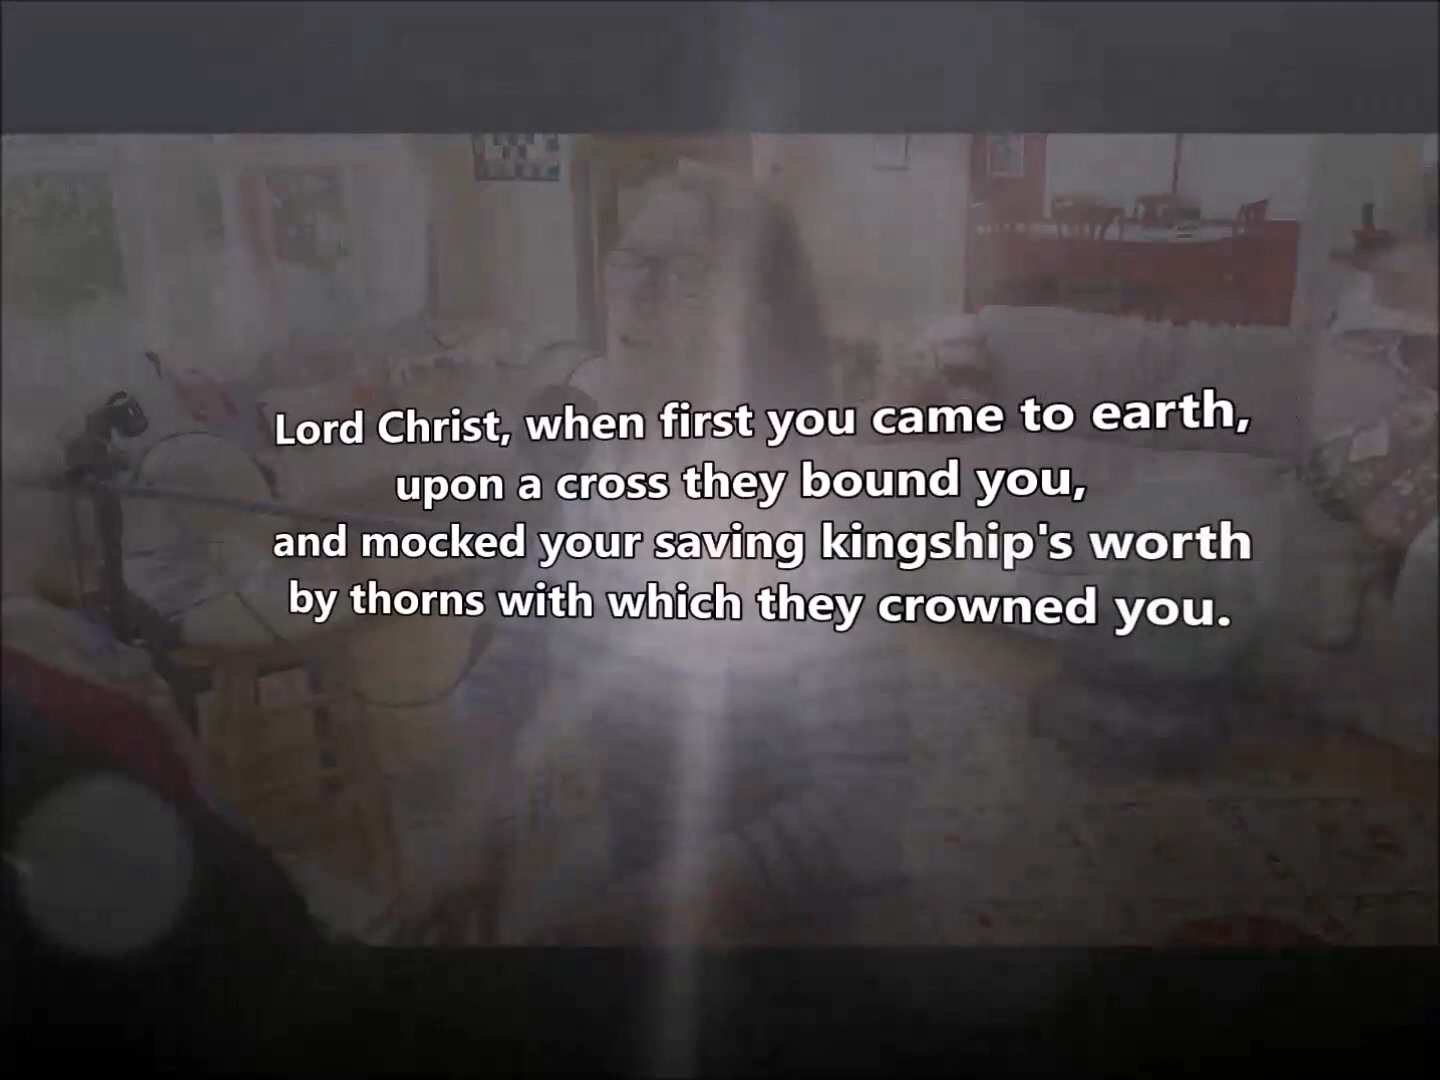 Lord Christ, when first you came to earth,
upon a cross they bound you,
and mocked your saving kingship's worth
by thorns with which they crowned you.